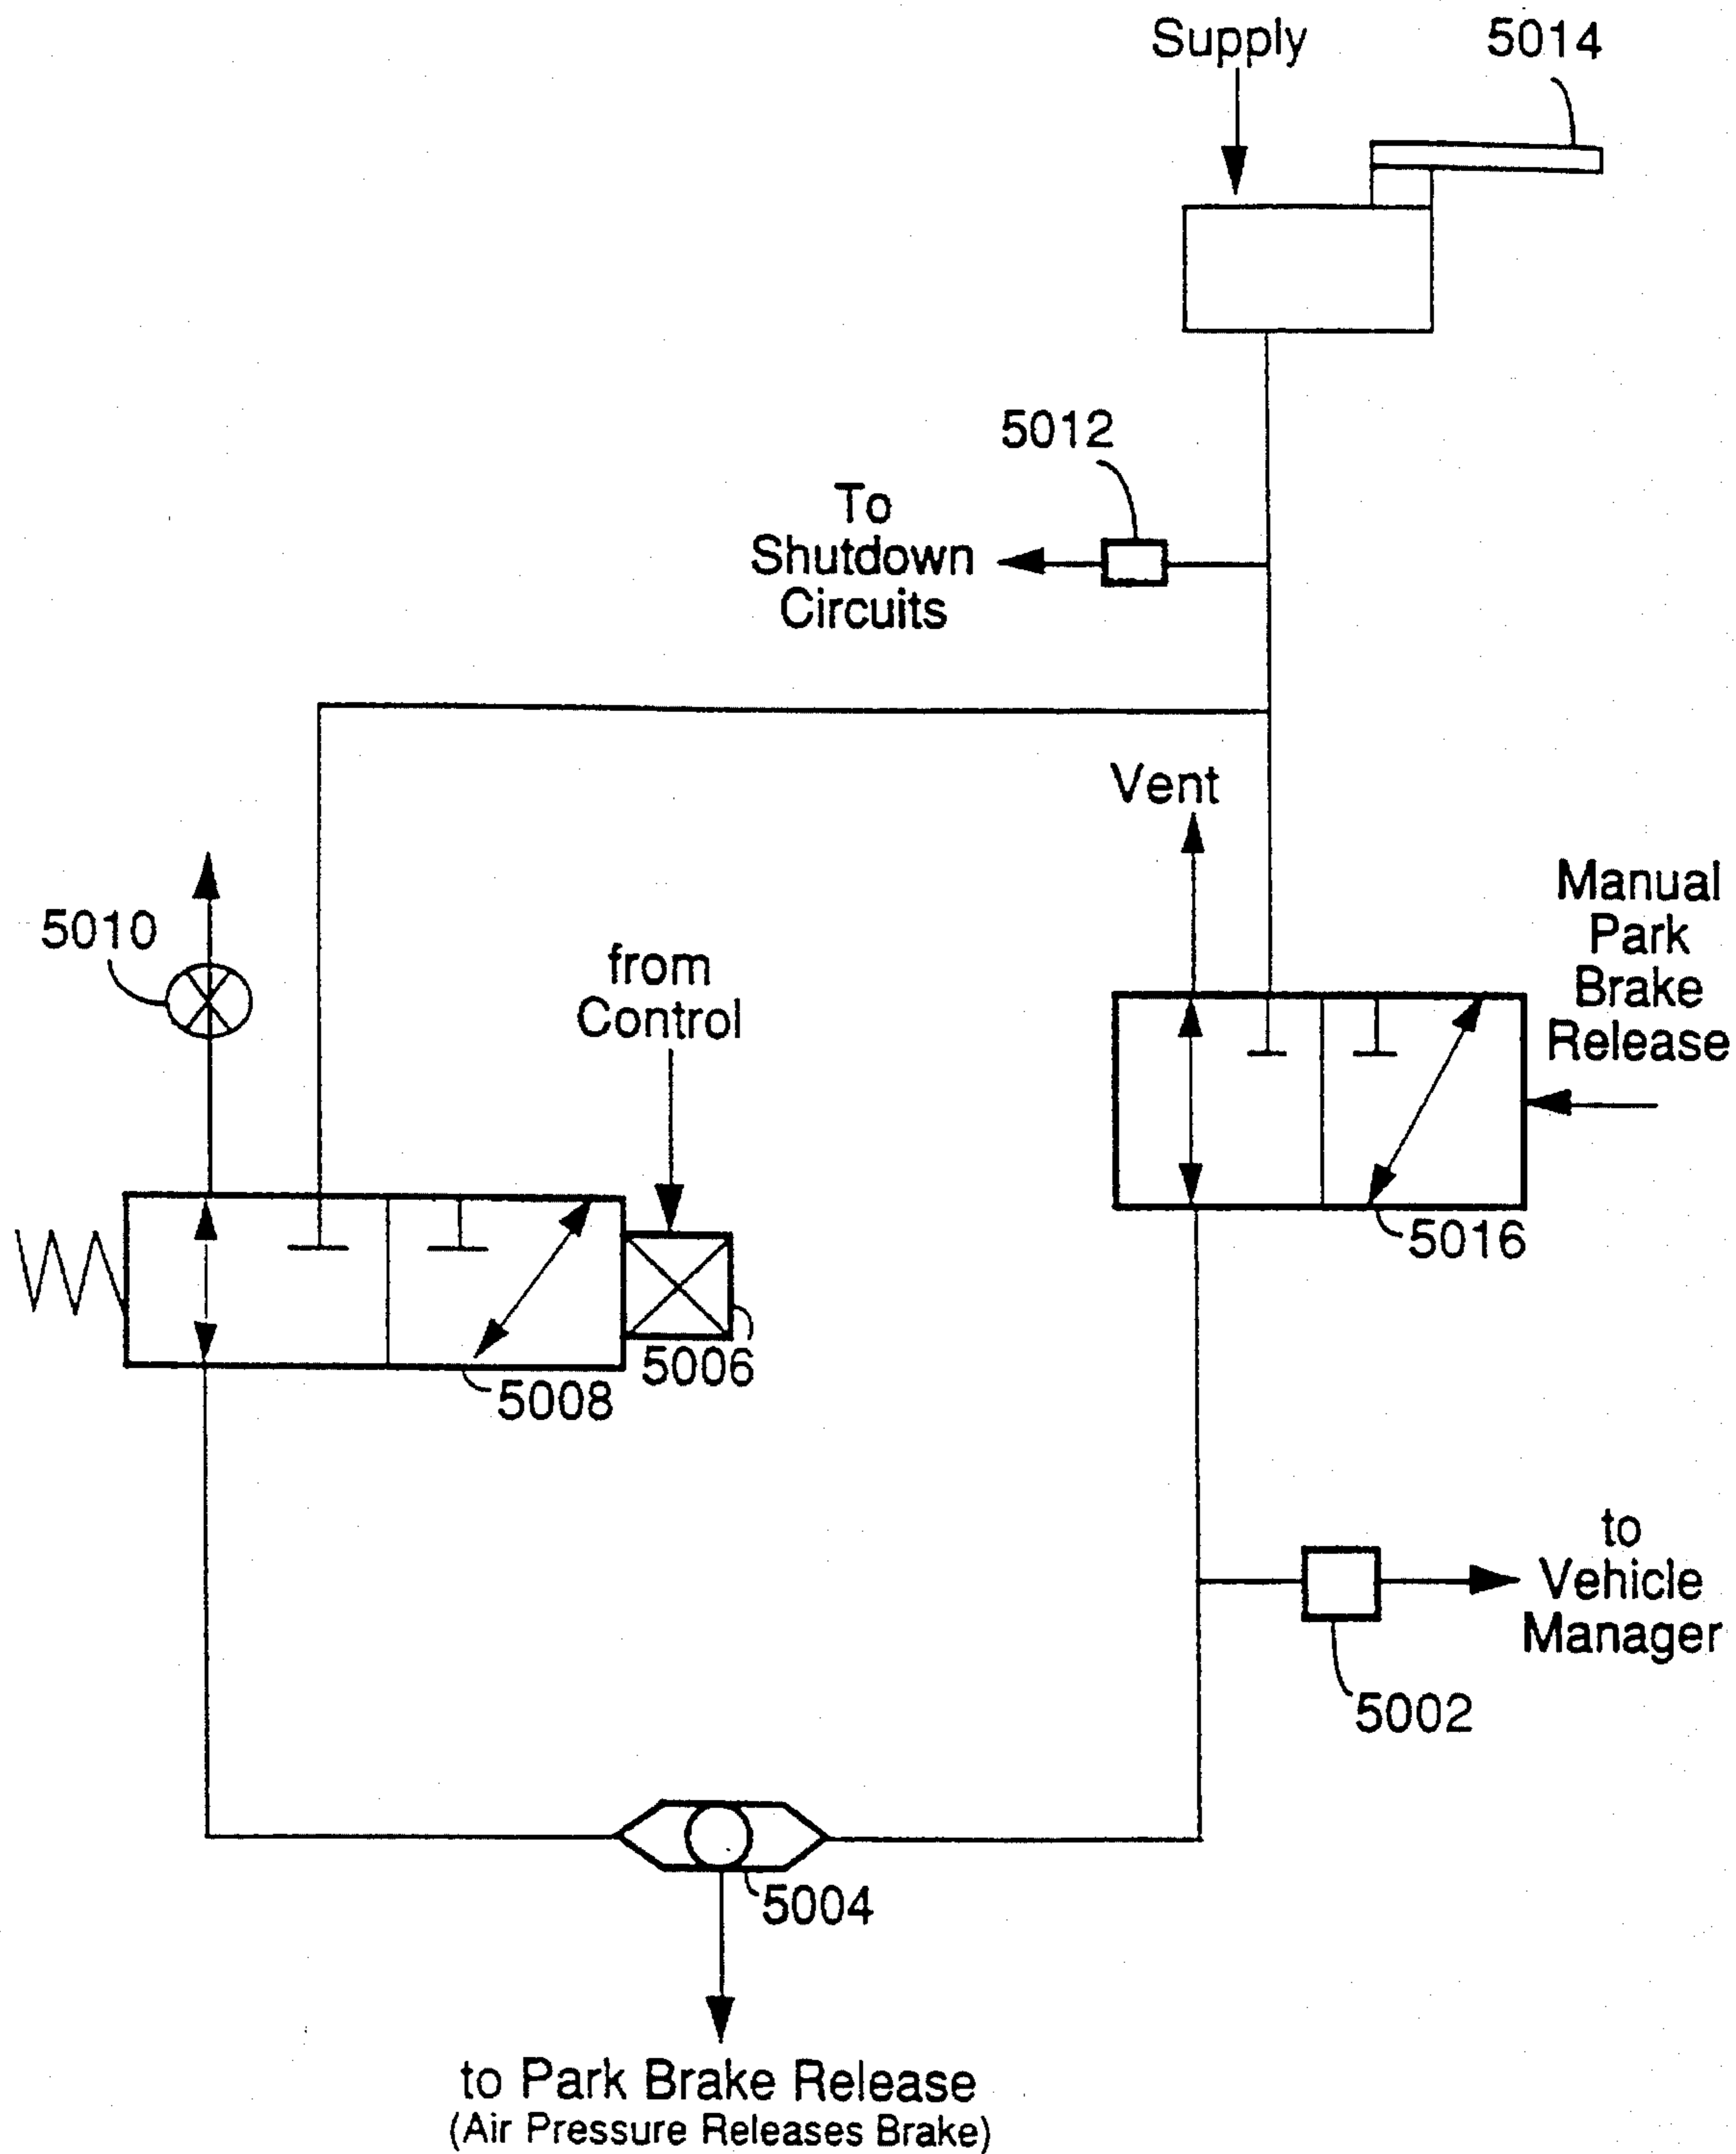 Supply
5014
5012
To
Shutdown
Circuits
Vent
Manual
Park
Brake
Release
5010
from
Control
5016
5006
5008
to
Vehicle
Manager
5002
5004
to Park Brake Release
(Air Pressure Releases Brake)